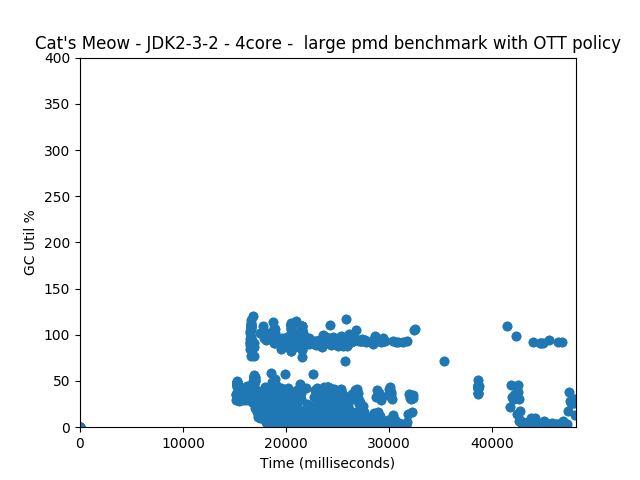 Cat's Meow - JDK2-3-2 - 4core -  large pmd benchmark with OTT policy
400
350
300
250
200
150
100
50
0
GC Util %
0 10000 20000 30000 40000
Time (milliseconds)